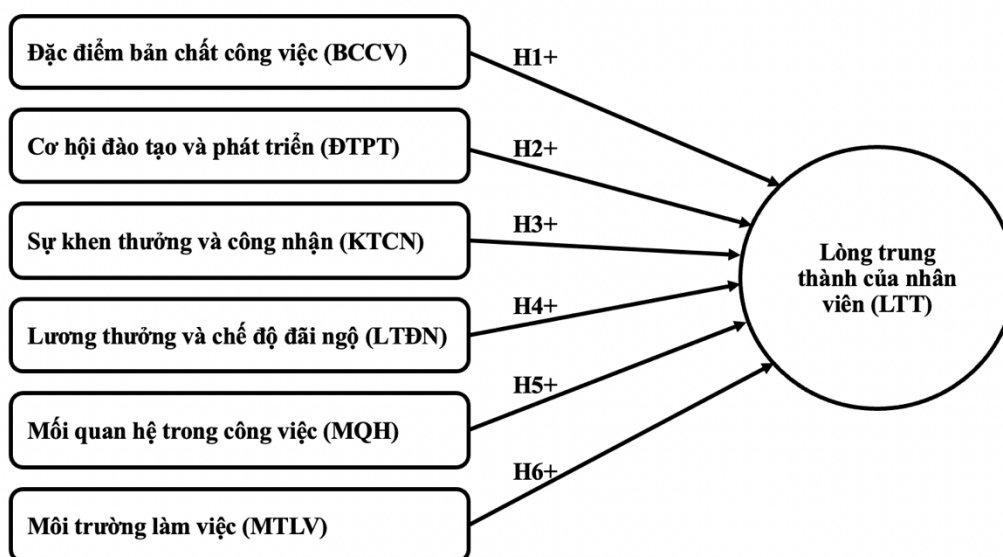 Đặc điểm bản chất công việc (BCCV)
H1+
Cơ hội đào tạo và phát triển (ĐTPT)
H2+
Sự khen thưởng và công nhận (KTCN)
H3+
Lương thưởng và chế độ đãi ngộ (LTĐN)
H4+
Mối quan hệ trong công việc (MQH)
H5+
Môi trường làm việc (MTLV)
H6+
Lòng trung
thành của nhân
viên (LTT)